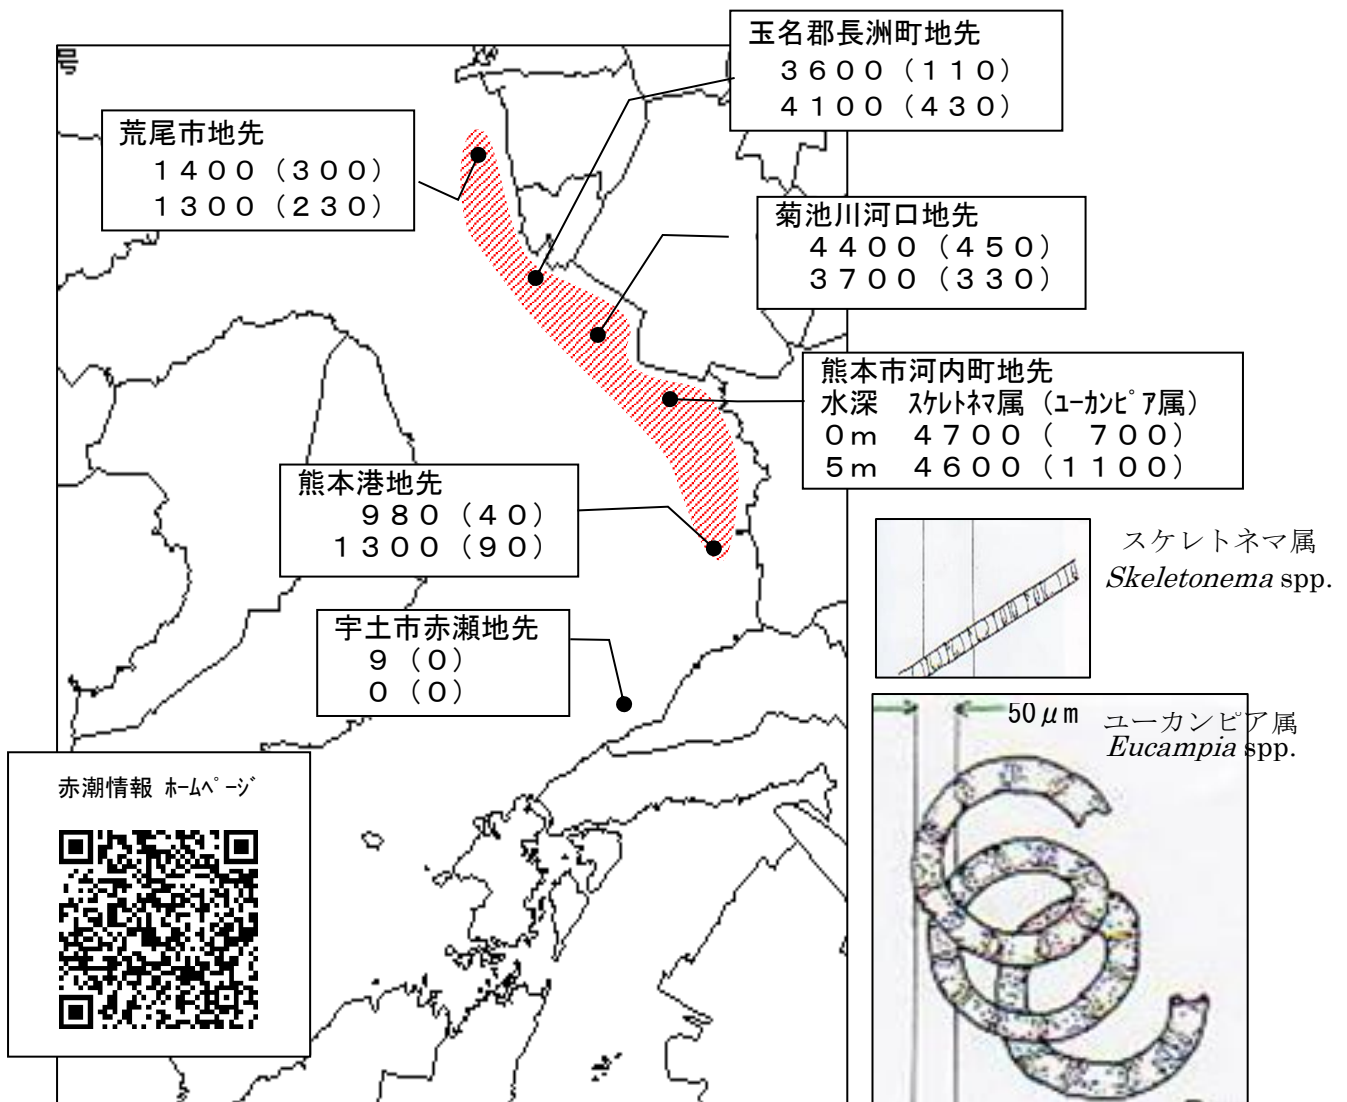 号
玉名郡長洲町地先
３６００（１１０）
４１００（４３０）
荒尾市地先
１４００（３００）
１３００（２３０）
菊池川河口地先
４４００（４５０）
３７００（３３０）
熊本市河内町地先
水深　ｽｹﾚﾄﾈﾏ属（ﾕｰｶﾝﾋﾟｱ属）
０ｍ　４７００（　７００）
５ｍ　４６００（１１００）
熊本港地先
９８０（４０）
１３００（９０）
宇土市赤瀬地先
９（０）
０（０）
スケレトネマ属
Skeletonema spp.
50μm
ユーカンピア属
Eucampia spp.
赤潮情報 ﾎｰﾑﾍﾟｰｼﾞ